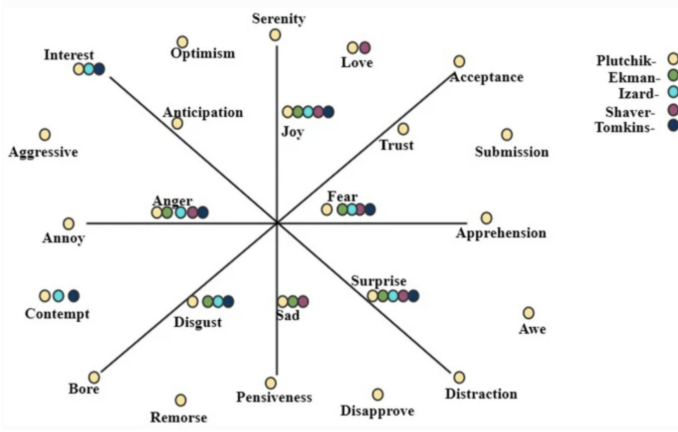 Serenity
Optimism
Interest
Love
Acceptance
Plutchik-
Ekman-
Izard-
Shaver-
Tomkins-
Anticipation
Joy
Trust
Aggressive
Submission
Anger
Fear
Annoy
Apprehension
Surprise
Contempt
Disgust
Sad
Awe
Bore
Pensiveness
Distraction
Remorse
Disapprove